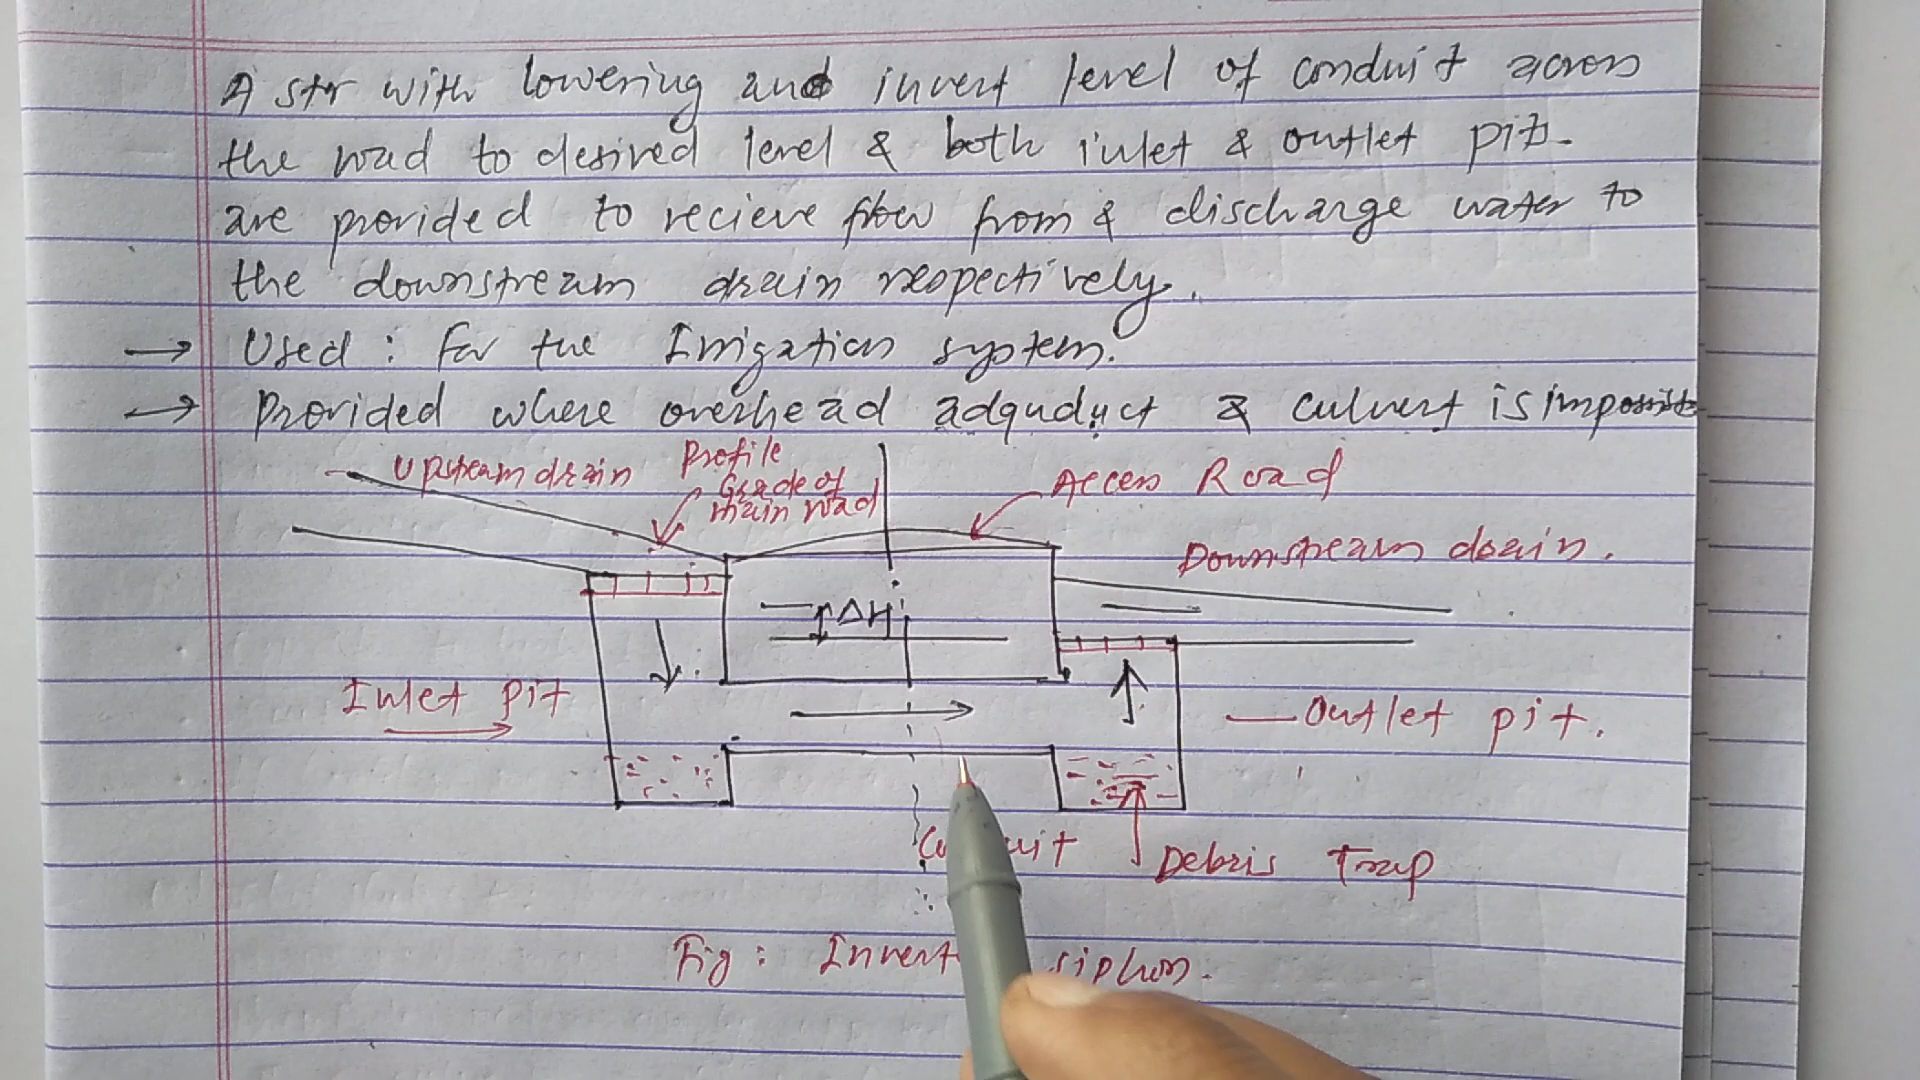 A str with lowering and invert level of conduit across
the road to desired level & both inlet & outlet pit.
are provided to recieve flow from & discharge water to
the downstream drain respectively.
→ Used : for the Irrigation system.
→ Provided where overhead adquduct & culvert is impossible
Upstream drain
Profile
Grade of
main road
Access Road
Downstream drain.
ΔH
Inlet pit
Outlet pit.
Debris Trap
Fig :